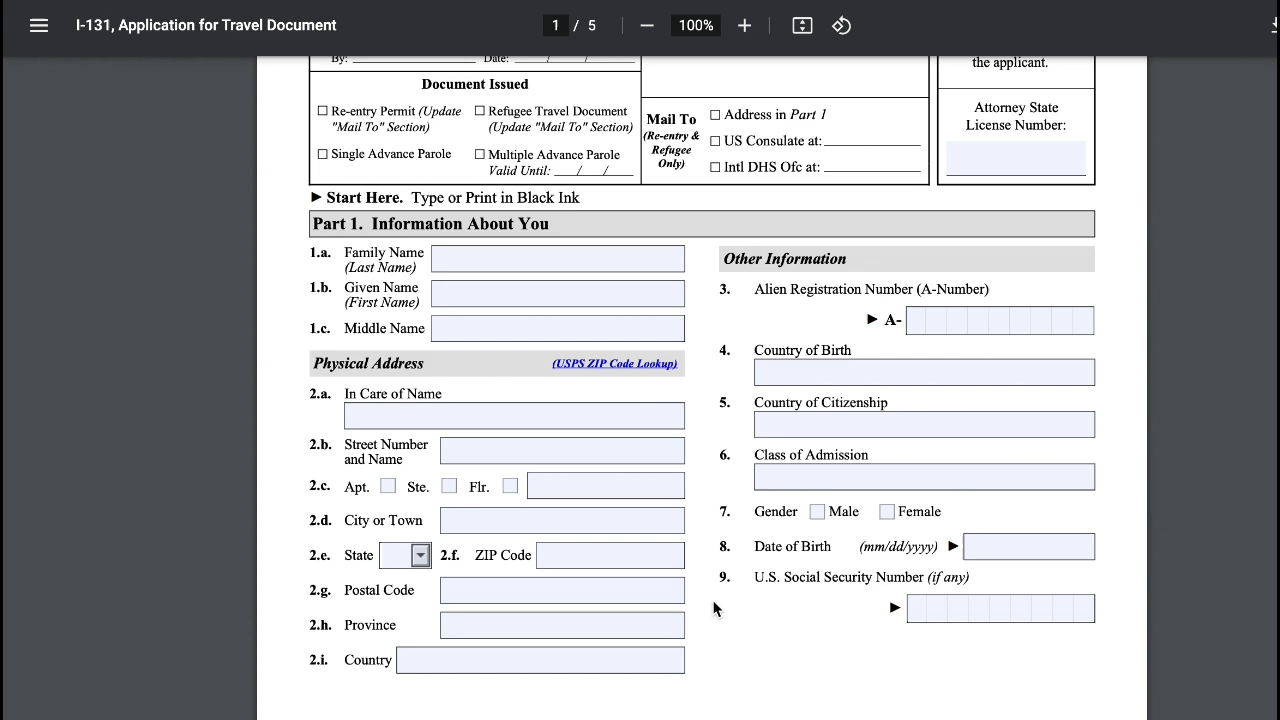 I-131, Application for Travel Document
1 / 5
100%
By: Date: / /
the applicant.
Document Issued
Re-entry Permit (Update "Mail To" Section)
Refugee Travel Document (Update "Mail To" Section)
Single Advance Parole
Multiple Advance Parole
Valid Until: / /
Mail To
(Re-entry & Refugee Only)
Address in Part 1
US Consulate at:
Intl DHS Ofc at:
Attorney State License Number:
► Start Here. Type or Print in Black Ink
Part 1. Information About You
1.a. Family Name (Last Name)
1.b. Given Name (First Name)
1.c. Middle Name
Physical Address (USPS ZIP Code Lookup)
2.a. In Care of Name
2.b. Street Number and Name
2.c. Apt. Ste. Flr.
2.d. City or Town
2.e. State 2.f. ZIP Code
2.g. Postal Code
2.h. Province
2.i. Country
Other Information
3. Alien Registration Number (A-Number)
► A-
4. Country of Birth
5. Country of Citizenship
6. Class of Admission
7. Gender Male Female
8. Date of Birth (mm/dd/yyyy) ►
9. U.S. Social Security Number (if any)
►